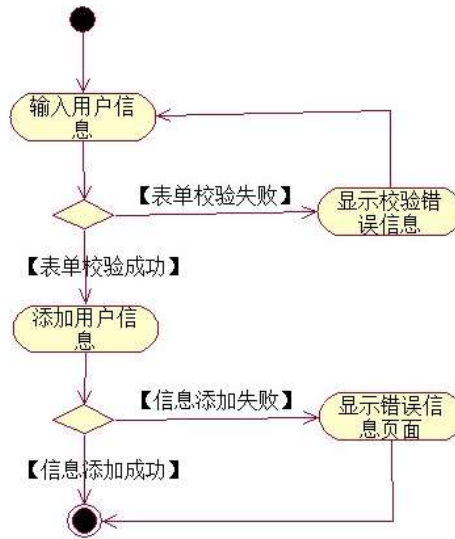 输入用户信
息
【表单校验失败】
显示校验错
误信息
【表单校验成功】
添加用户信
息
【信息添加失败】
显示错误信
息页面
【信息添加成功】